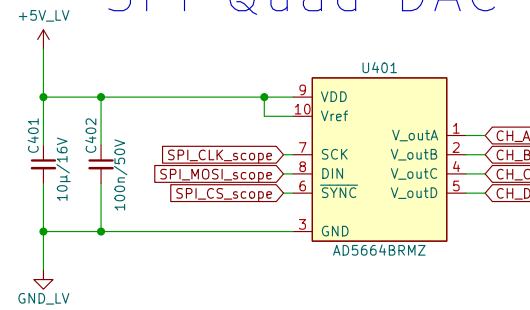 SPI Quad DAC
+5V_LV
U401
C401
10µ/16V
C402
100n/50V
9 VDD
10 Vref
V_outA 1 CH_A
SPI_CLK_scope 7 SCK
V_outB 2 CH_B
SPI_MOSI_scope 8 DIN
V_outC 4 CH_C
SPI_CS_scope 6 SYNC
V_outD 5 CH_D
3 GND
AD5664BRMZ
GND_LV